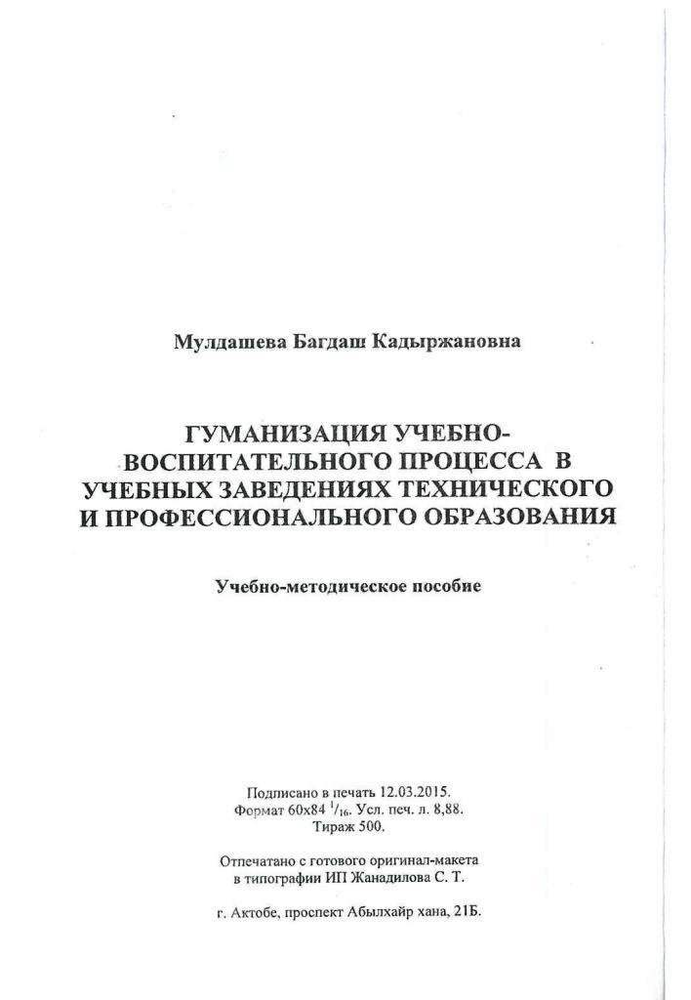 Мулдашева Багдаш Кадыржановна
ГУМАНИЗАЦИЯ УЧЕБНО-
ВОСПИТАТЕЛЬНОГО ПРОЦЕССА В
УЧЕБНЫХ ЗАВЕДЕНИЯХ ТЕХНИЧЕСКОГО
И ПРОФЕССИОНАЛЬНОГО ОБРАЗОВАНИЯ
Учебно-методическое пособие
Подписано в печать 12.03.2015.
Формат 60х84 1/16. Усл. печ. л. 8,88.
Тираж 500.
Отпечатано с готового оригинал-макета
в типографии ИП Жанадилова С. Т.
г. Актобе, проспект Абылхайр хана, 21Б.